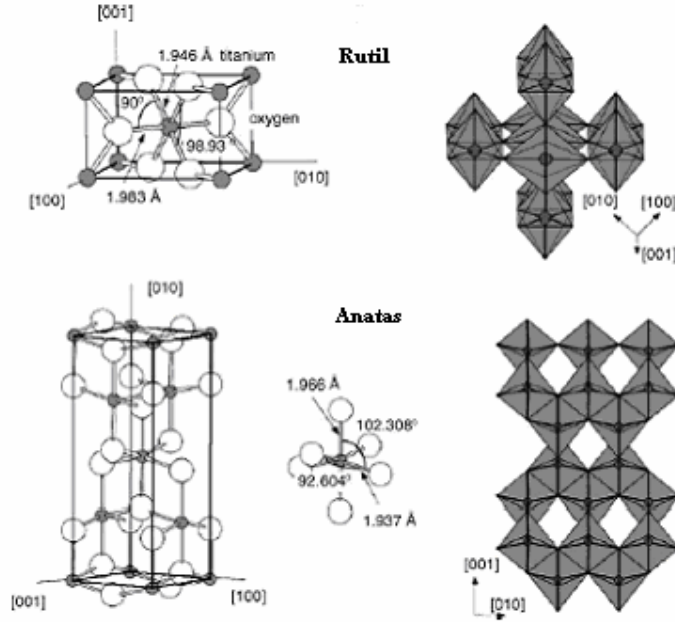 [001]
1.946 Å titanium
Rutil
90°
oxygen
98.93°
[010]
[100]
1.983 Å
[010]
[100]
[001]
[010]
Anatas
1.966 Å
102.308°
92.604°
1.937 Å
[001]
[100]
[001]
[010]